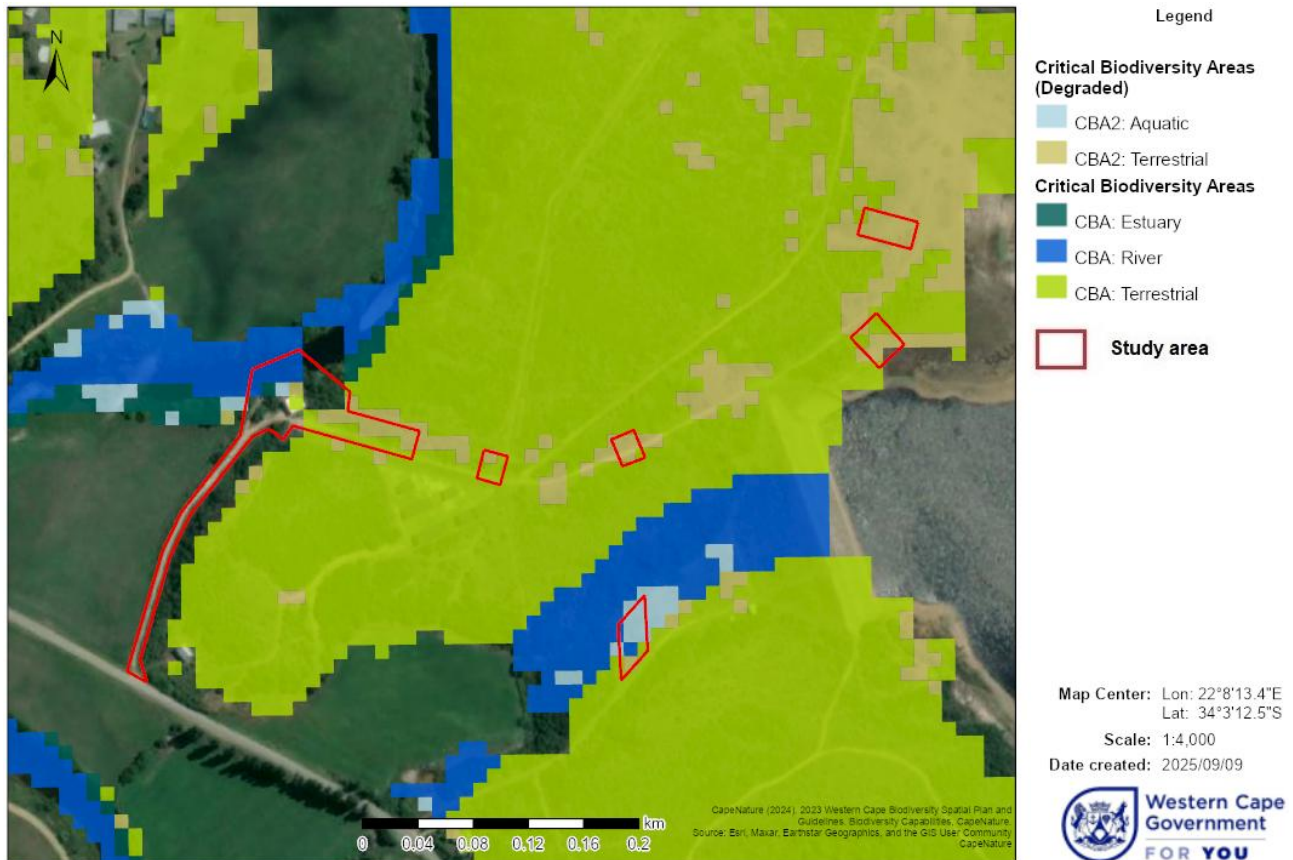 N
Legend
Critical Biodiversity Areas
(Degraded)
CBA2: Aquatic
CBA2: Terrestrial
Critical Biodiversity Areas
CBA: Estuary
CBA: River
CBA: Terrestrial
Study area
Map Center: Lon: 22°8'13.4"E
Lat: 34°3'12.5"S
Scale: 1:4,000
Date created: 2025/09/09
Western Cape
Government
FOR YOU
CapeNature (2024). 2023 Western Cape Biodiversity Spatial Plan and
Guidelines. Biodiversity Capabilities, CapeNature.
Source: Esri, Maxar, Earthstar Geographics, and the GIS User Community
CapeNature
km
0 0.04 0.08 0.12 0.16 0.2